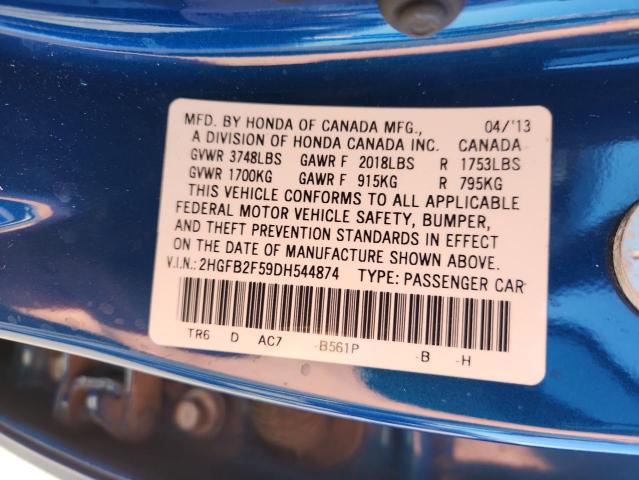 MFD. BY HONDA OF CANADA MFG., 04/'13
A DIVISION OF HONDA CANADA INC. CANADA
GVWR 3748LBS GAWR F 2018LBS R 1753LBS
GVWR 1700KG GAWR F 915KG R 795KG
THIS VEHICLE CONFORMS TO ALL APPLICABLE
FEDERAL MOTOR VEHICLE SAFETY, BUMPER,
AND THEFT PREVENTION STANDARDS IN EFFECT
ON THE DATE OF MANUFACTURE SHOWN ABOVE.
V.I.N.: 2HGFB2F59DH544874 TYPE: PASSENGER CAR
TR6 D AC7 -B561P -B -H